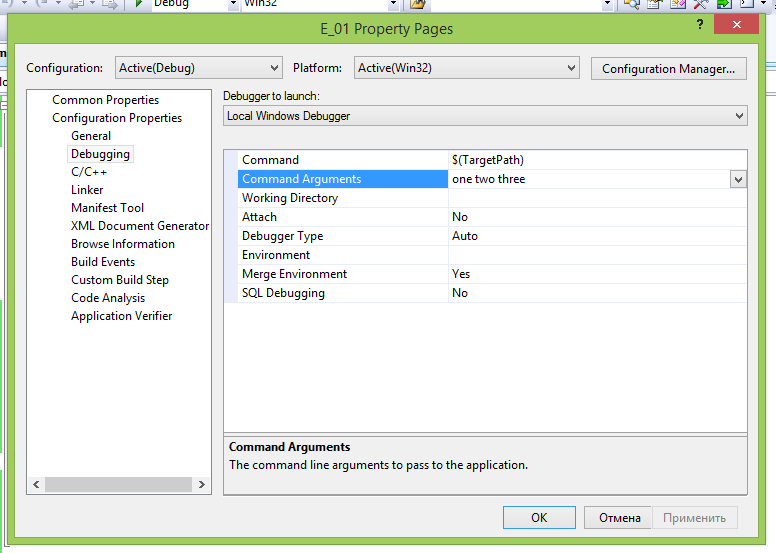 Debug Win32
E_01 Property Pages
? ×
Configuration: Active(Debug) Platform: Active(Win32) Configuration Manager...
Common Properties
Configuration Properties
General
Debugging
C/C++
Linker
Manifest Tool
XML Document Generator
Browse Information
Build Events
Custom Build Step
Code Analysis
Application Verifier
Debugger to launch:
Local Windows Debugger
Command $(TargetPath)
Command Arguments one two three
Working Directory
Attach No
Debugger Type Auto
Environment
Merge Environment Yes
SQL Debugging No
Command Arguments
The command line arguments to pass to the application.
OK Отмена Применить